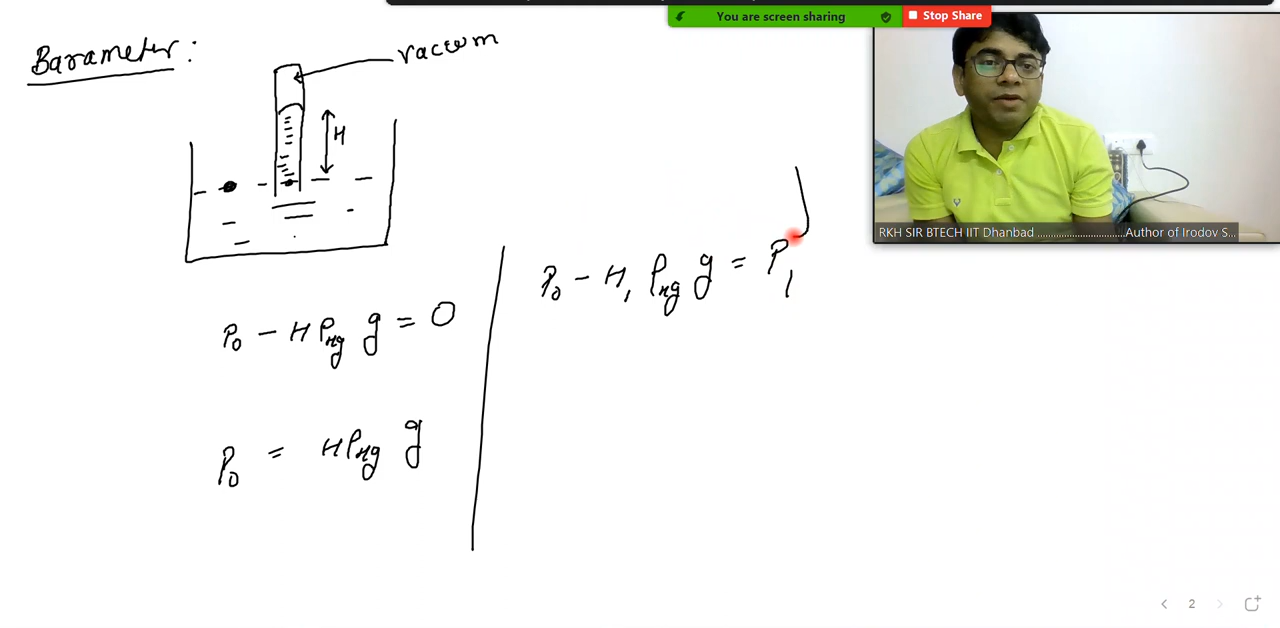 You are screen sharing
Stop Share
Barameter :
vaccum
H
RKH SIR BTECH IIT Dhanbad ....................................Author of Irodov S...
P₀ - H₁ ρHg g = P₁
P₀ - H ρHg g = 0
P₀ = H ρHg g
2